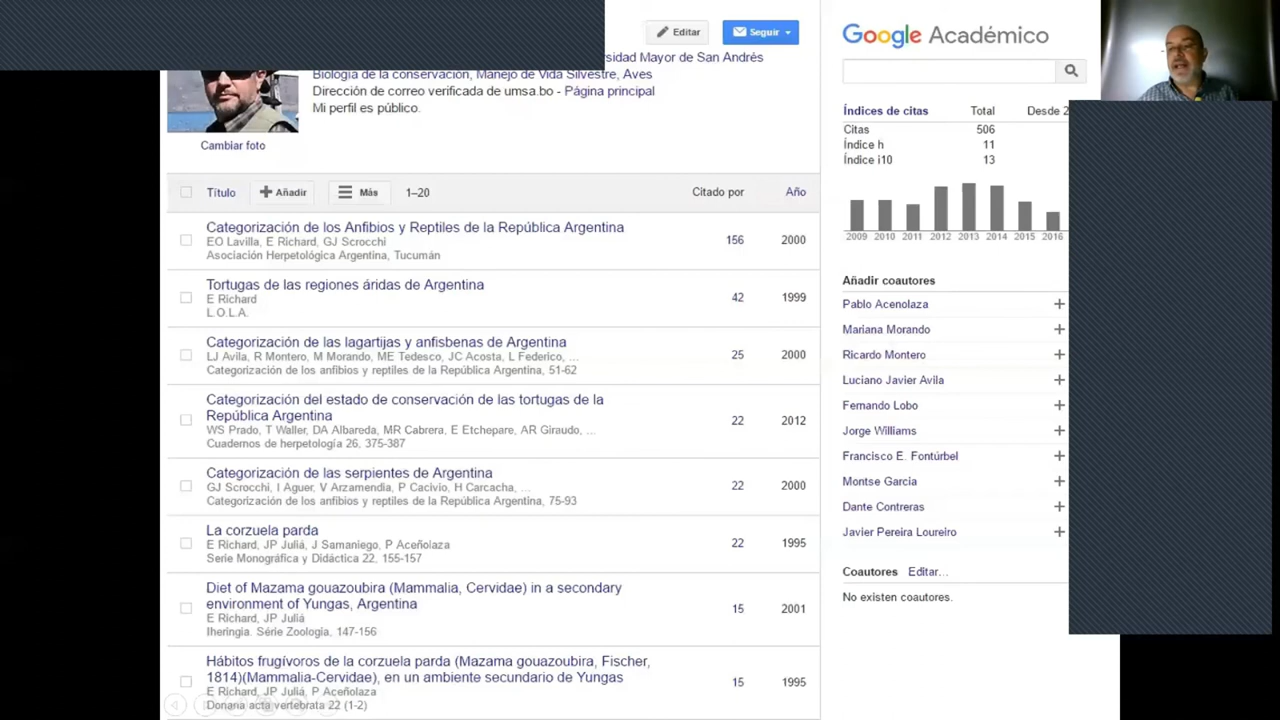 Editar
Seguir
Google Académico
rsidad Mayor de San Andrés
Biología de la conservación, Manejo de Vida Silvestre, Aves
Dirección de correo verificada de umsa.bo - Página principal
Mi perfil es público.
Cambiar foto
Índices de citas Total Desde 2
Citas 506
Índice h 11
Índice i10 13
2009 2010 2011 2012 2013 2014 2015 2016
Título Añadir Más 1–20 Citado por Año
Categorización de los Anfibios y Reptiles de la República Argentina 156 2000
EO Lavilla, E Richard, GJ Scrocchi
Asociación Herpetológica Argentina, Tucumán
Tortugas de las regiones áridas de Argentina 42 1999
E Richard
L.O.L.A.
Categorización de las lagartijas y anfisbenas de Argentina 25 2000
LJ Avila, R Montero, M Morando, ME Tedesco, JC Acosta, L Federico, ...
Categorización de los anfibios y reptiles de la República Argentina, 51-62
Categorización del estado de conservación de las tortugas de la
República Argentina 22 2012
WS Prado, T Waller, DA Albareda, MR Cabrera, E Etchepare, AR Giraudo, ...
Cuadernos de herpetología 26, 375-387
Categorización de las serpientes de Argentina 22 2000
GJ Scrocchi, I Aguer, V Arzamendia, P Cacivio, H Carcacha, ...
Categorización de los anfibios y reptiles de la República Argentina, 75-93
La corzuela parda 22 1995
E Richard, JP Juliá, J Samaniego, P Aceñolaza
Serie Monográfica y Didáctica 22, 155-157
Diet of Mazama gouazoubira (Mammalia, Cervidae) in a secondary
environment of Yungas, Argentina 15 2001
E Richard, JP Juliá
Iheringia. Série Zoologia, 147-156
Hábitos frugívoros de la corzuela parda (Mazama gouazoubira, Fischer,
1814)(Mammalia-Cervidae), en un ambiente secundario de Yungas 15 1995
E Richard, JP Juliá, P Aceñolaza
Donana acta vertebrata 22 (1-2)
Añadir coautores
Pablo Acenolaza
Mariana Morando
Ricardo Montero
Luciano Javier Avila
Fernando Lobo
Jorge Williams
Francisco E. Fontúrbel
Montse Garcia
Dante Contreras
Javier Pereira Loureiro
Coautores Editar...
No existen coautores.